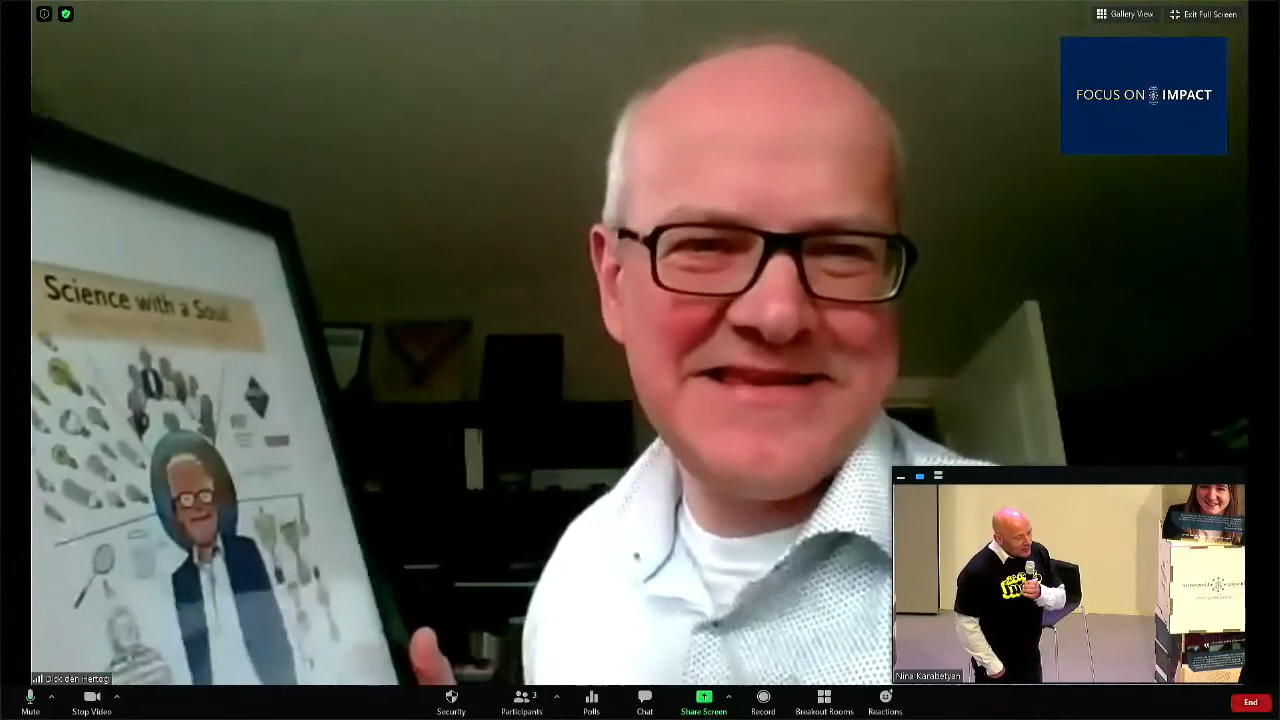 Gallery View
Exit Full Screen
FOCUS ON IMPACT
Science with a Soul
Dick den Hertog
Nina Karabetyan
3
Mute
Stop Video
Security
Participants
Polls
Chat
Share Screen
Record
Breakout Rooms
Reactions
End